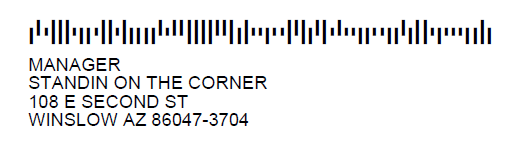 MANAGER
STANDIN ON THE CORNER
108 E SECOND ST
WINSLOW AZ 86047-3704